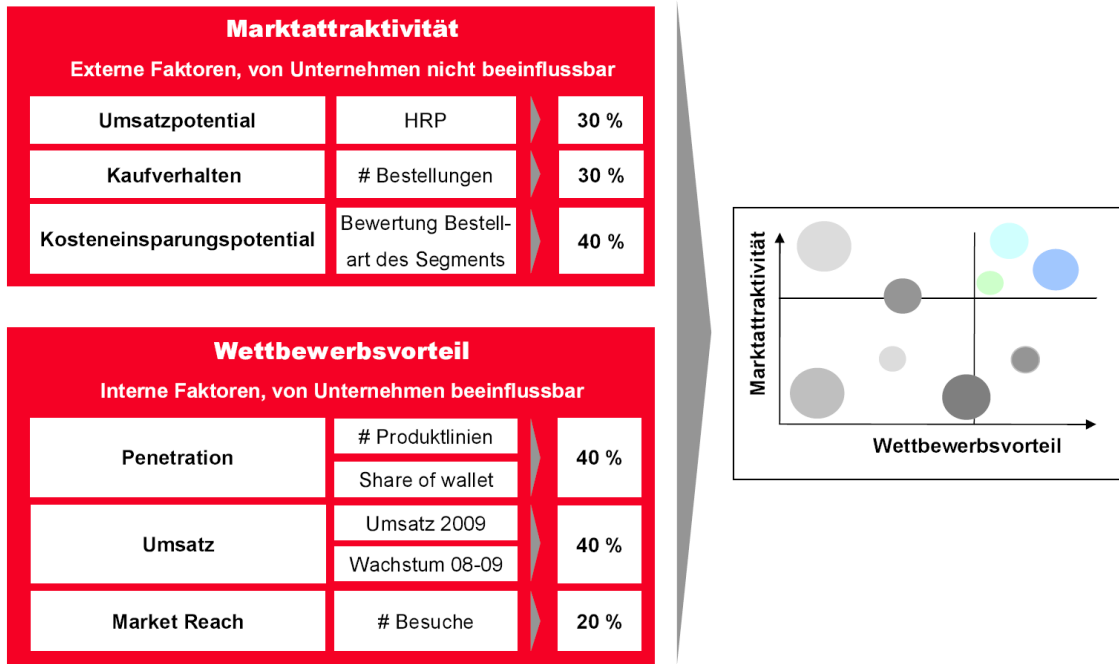 Marktattraktivität
Externe Faktoren, von Unternehmen nicht beeinflussbar
Umsatzpotential
HRP
30 %
Kaufverhalten
# Bestellungen
30 %
Kosteneinsparungspotential
Bewertung Bestell-
art des Segments
40 %
Wettbewerbsvorteil
Interne Faktoren, von Unternehmen beeinflussbar
Penetration
# Produktlinien
Share of wallet
40 %
Umsatz
Umsatz 2009
Wachstum 08-09
40 %
Market Reach
# Besuche
20 %
Marktattraktivität
Wettbewerbsvorteil